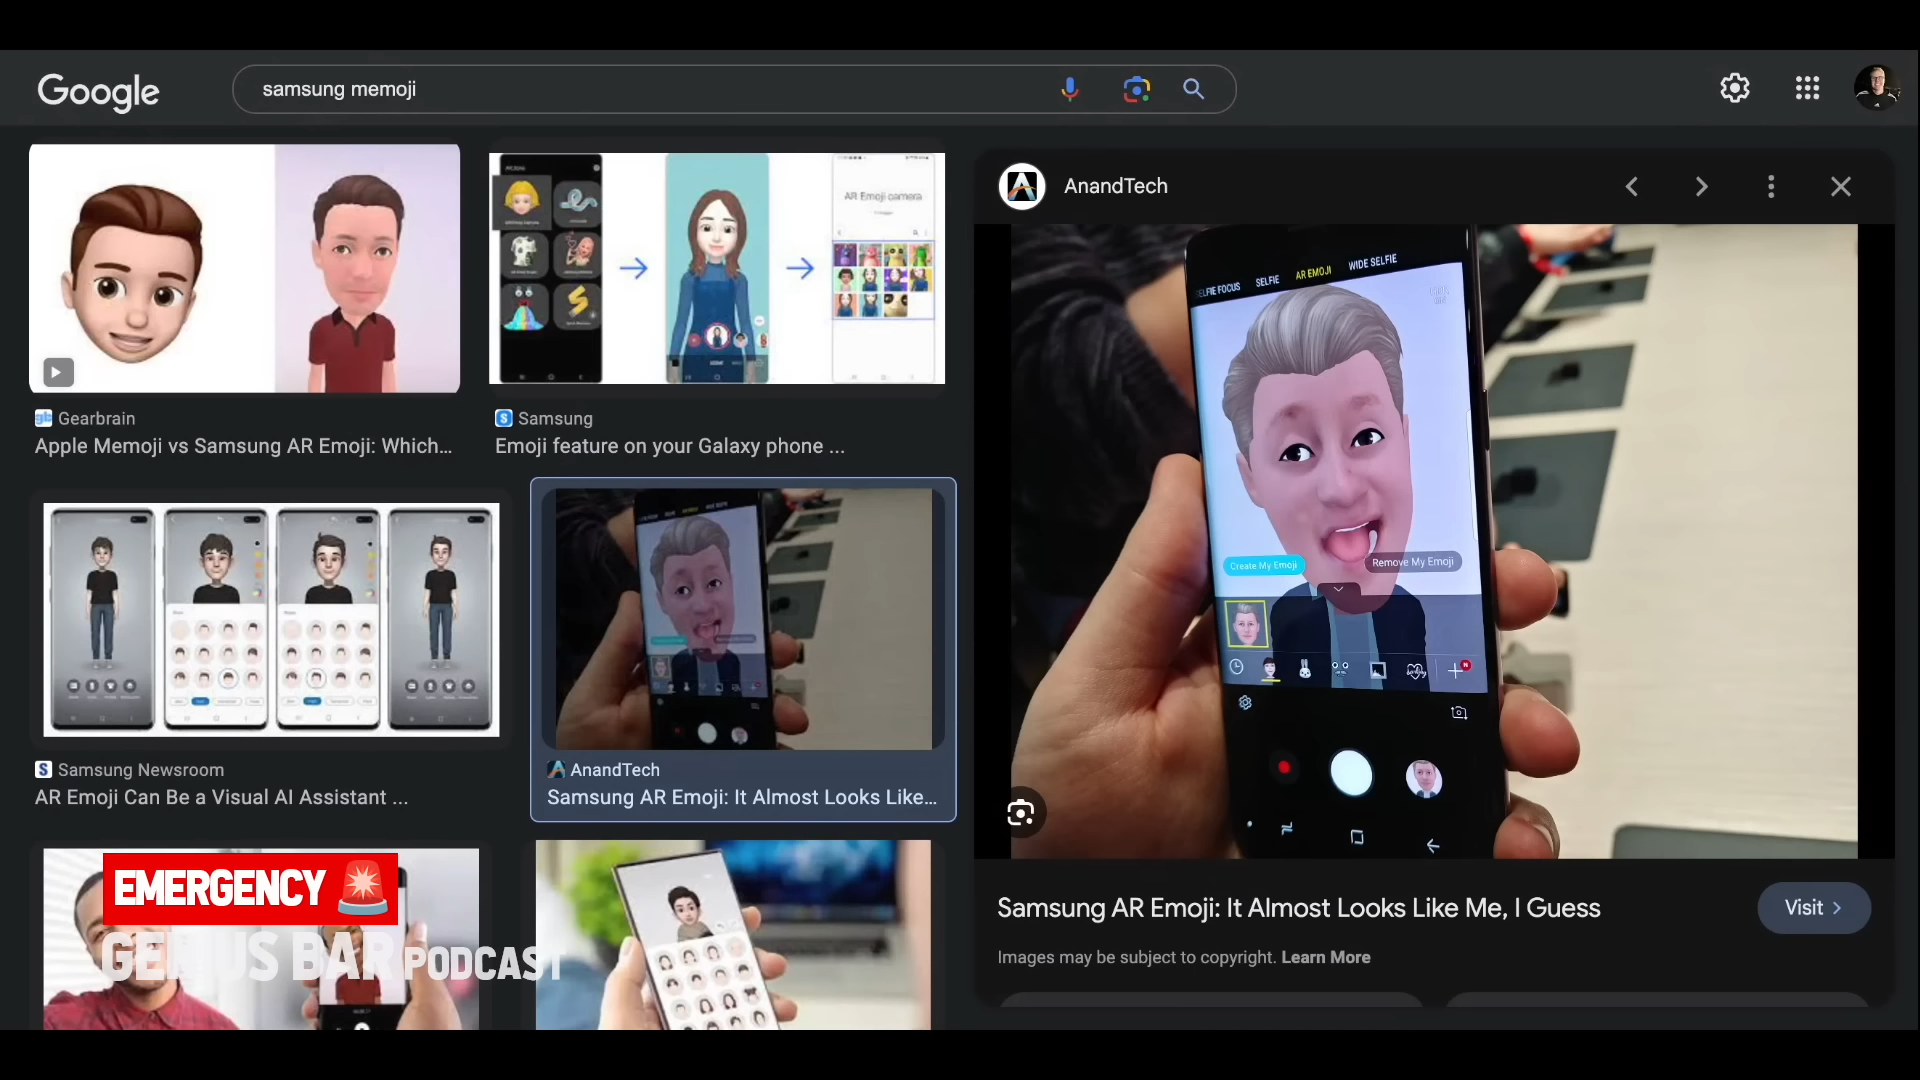 Google
samsung memoji
Gearbrain
Apple Memoji vs Samsung AR Emoji: Which...
AR Emoji camera
Samsung
Emoji feature on your Galaxy phone ...
Samsung Newsroom
AR Emoji Can Be a Visual AI Assistant ...
AnandTech
Samsung AR Emoji: It Almost Looks Like...
EMERGENCY
GENIUS BAR PODCAST
AnandTech
SELFIE FOCUS SELFIE AR EMOJI WIDE SELFIE
Create My Emoji Remove My Emoji
Samsung AR Emoji: It Almost Looks Like Me, I Guess
Visit
Images may be subject to copyright. Learn More